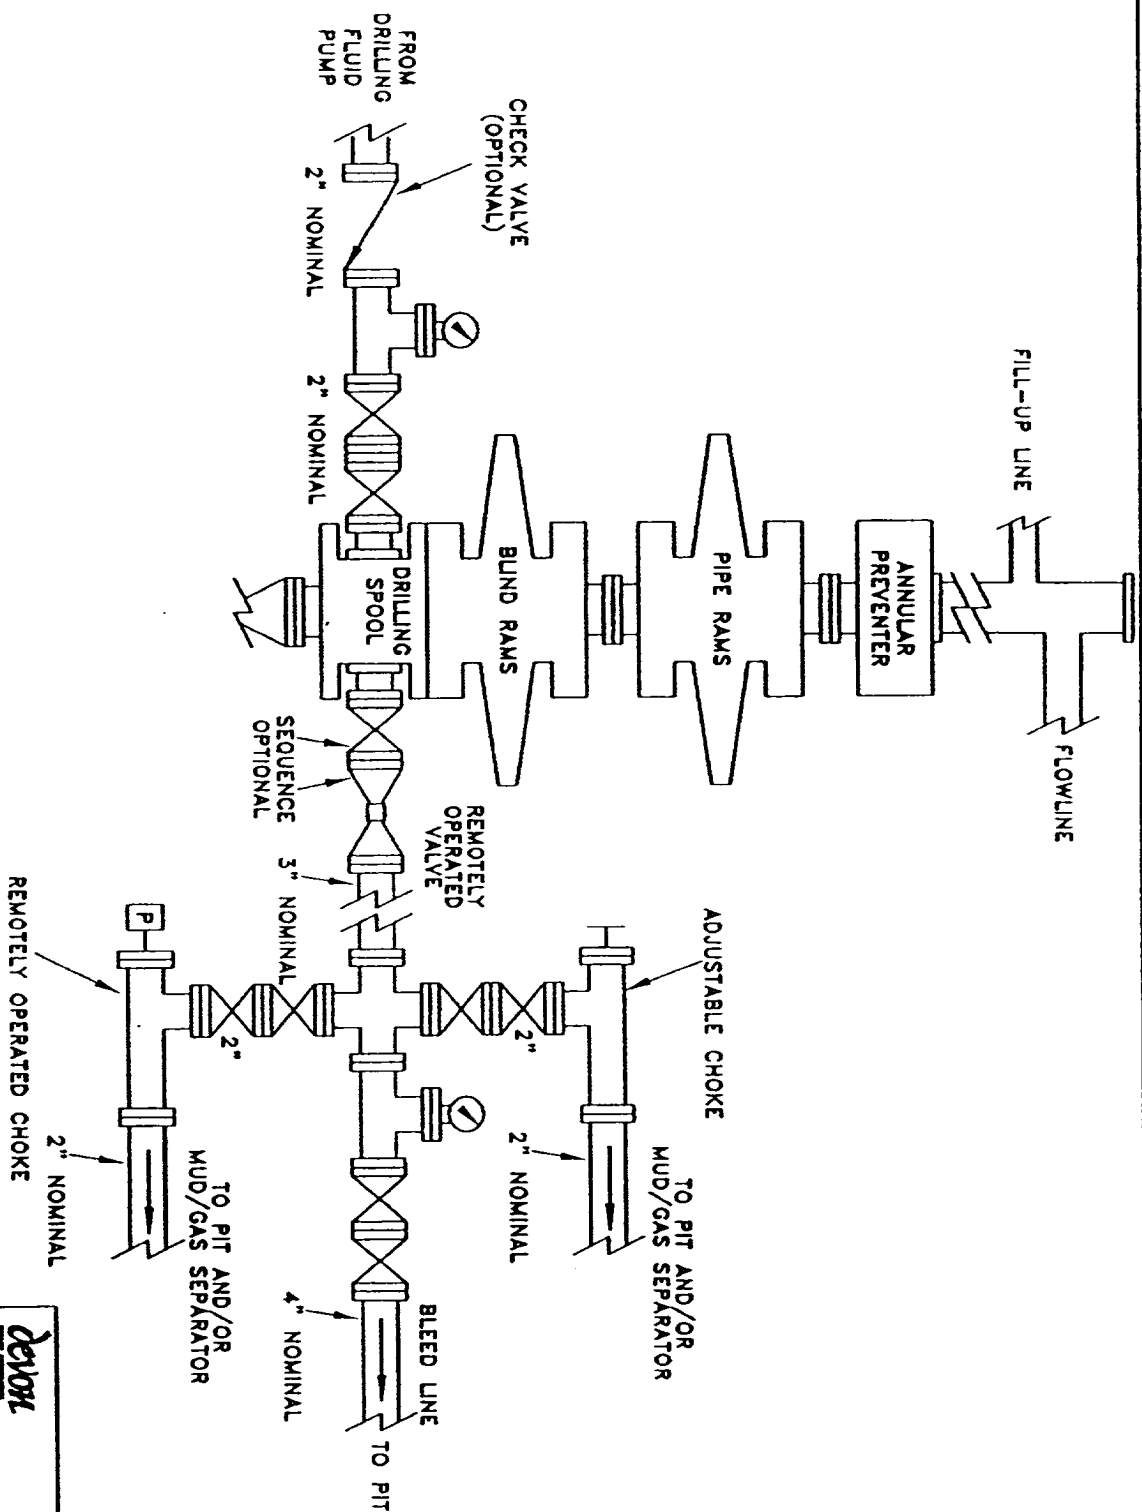 FILL-UP LINE
FLOWLINE
ANNULAR
PREVENTER
PIPE RAMS
BLIND RAMS
DRILLING
SPOOL
FROM
DRILLING
FLUID
PUMP
CHECK VALVE
(OPTIONAL)
2" NOMINAL
2" NOMINAL
SEQUENCE
OPTIONAL
REMOTELY
OPERATED
VALVE
3" NOMINAL
ADJUSTABLE CHOKE
2"
2" NOMINAL
TO PIT AND/OR
MUD/GAS SEPARATOR
BLEED LINE
4" NOMINAL
TO PIT
2"
P
REMOTELY OPERATED CHOKE
2" NOMINAL
TO PIT AND/OR
MUD/GAS SEPARATOR
devon